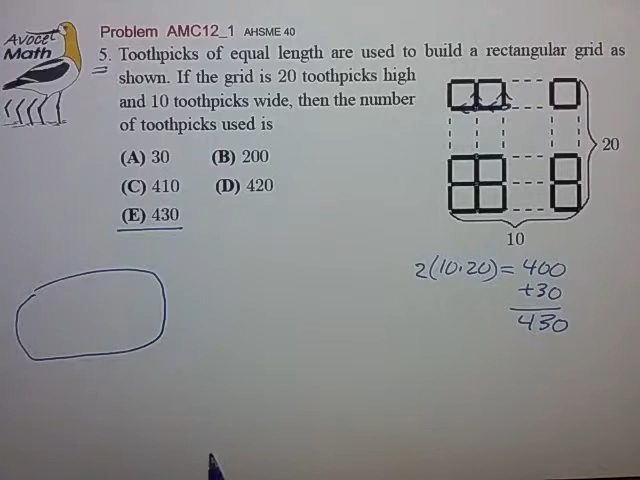 Avocet
Math
Problem AMC12_1 AHSME 40
5. Toothpicks of equal length are used to build a rectangular grid as
shown. If the grid is 20 toothpicks high
and 10 toothpicks wide, then the number
of toothpicks used is
(A) 30 (B) 200
(C) 410 (D) 420
(E) 430
20
10
2(10·20) = 400
+30
430